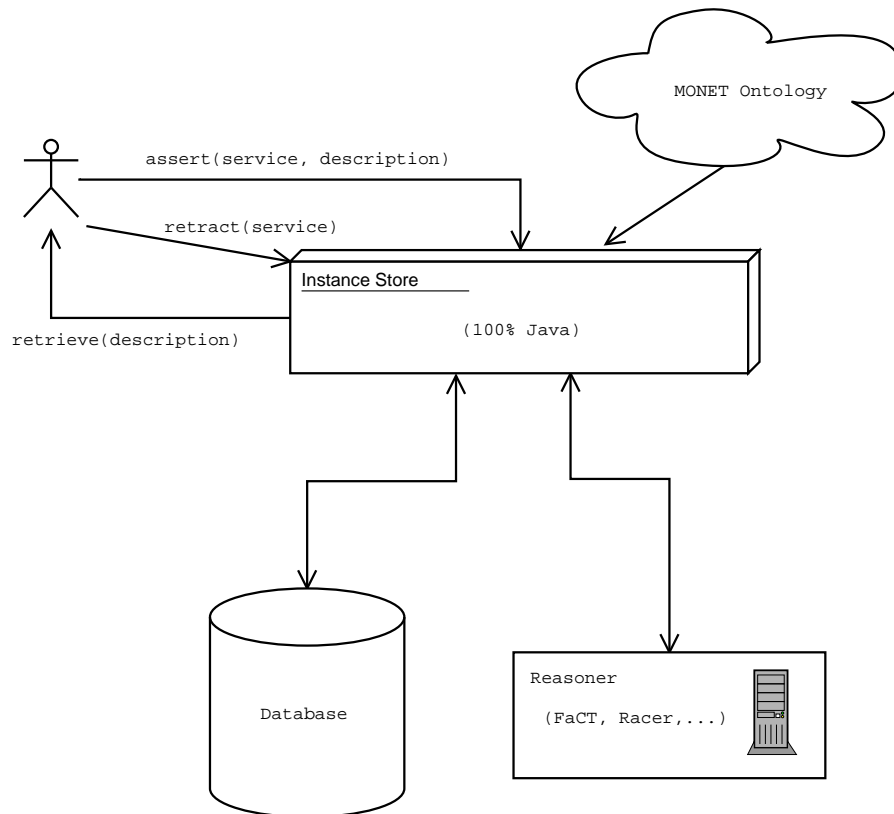 MONET Ontology
assert(service, description)
retract(service)
Instance Store
(100% Java)
retrieve(description)
Database
Reasoner
(FaCT, Racer,...)